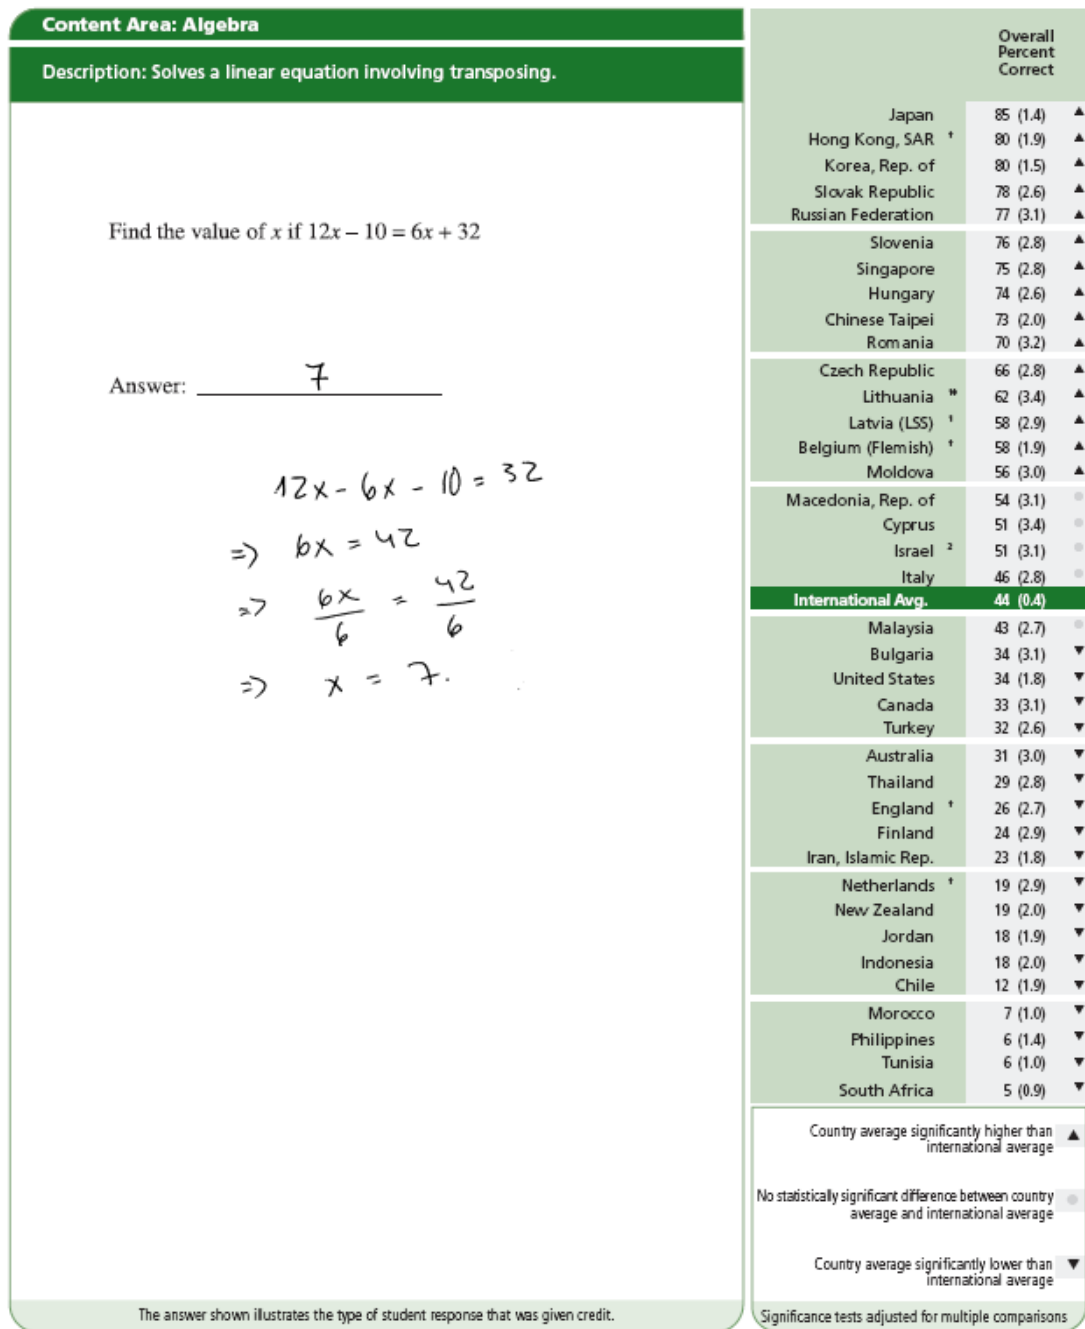 Content Area: Algebra
Description: Solves a linear equation involving transposing.
Find the value of x if 12x – 10 = 6x + 32
Answer: 7
12x - 6x - 10 = 32
=> 6x = 42
=> 6x/6 = 42/6
=> x = 7.
The answer shown illustrates the type of student response that was given credit.
Overall
Percent
Correct
Japan 85 (1.4) ▲
Hong Kong, SAR † 80 (1.9) ▲
Korea, Rep. of 80 (1.5) ▲
Slovak Republic 78 (2.6) ▲
Russian Federation 77 (3.1) ▲
Slovenia 76 (2.8) ▲
Singapore 75 (2.8) ▲
Hungary 74 (2.6) ▲
Chinese Taipei 73 (2.0) ▲
Romania 70 (3.2) ▲
Czech Republic 66 (2.8) ▲
Lithuania 62 (3.4) ▲
Latvia (LSS) 1 58 (2.9) ▲
Belgium (Flemish) † 58 (1.9) ▲
Moldova 56 (3.0) ▲
Macedonia, Rep. of 54 (3.1) ●
Cyprus 51 (3.4) ●
Israel 2 51 (3.1) ●
Italy 46 (2.8) ●
International Avg. 44 (0.4)
Malaysia 43 (2.7) ●
Bulgaria 34 (3.1) ▼
United States 34 (1.8) ▼
Canada 33 (3.1) ▼
Turkey 32 (2.6) ▼
Australia 31 (3.0) ▼
Thailand 29 (2.8) ▼
England † 26 (2.7) ▼
Finland 24 (2.9) ▼
Iran, Islamic Rep. 23 (1.8) ▼
Netherlands † 19 (2.9) ▼
New Zealand 19 (2.0) ▼
Jordan 18 (1.9) ▼
Indonesia 18 (2.0) ▼
Chile 12 (1.9) ▼
Morocco 7 (1.0) ▼
Philippines 6 (1.4) ▼
Tunisia 6 (1.0) ▼
South Africa 5 (0.9) ▼
Country average significantly higher than ▲
international average
No statistically significant difference between country ●
average and international average
Country average significantly lower than ▼
international average
Significance tests adjusted for multiple comparisons